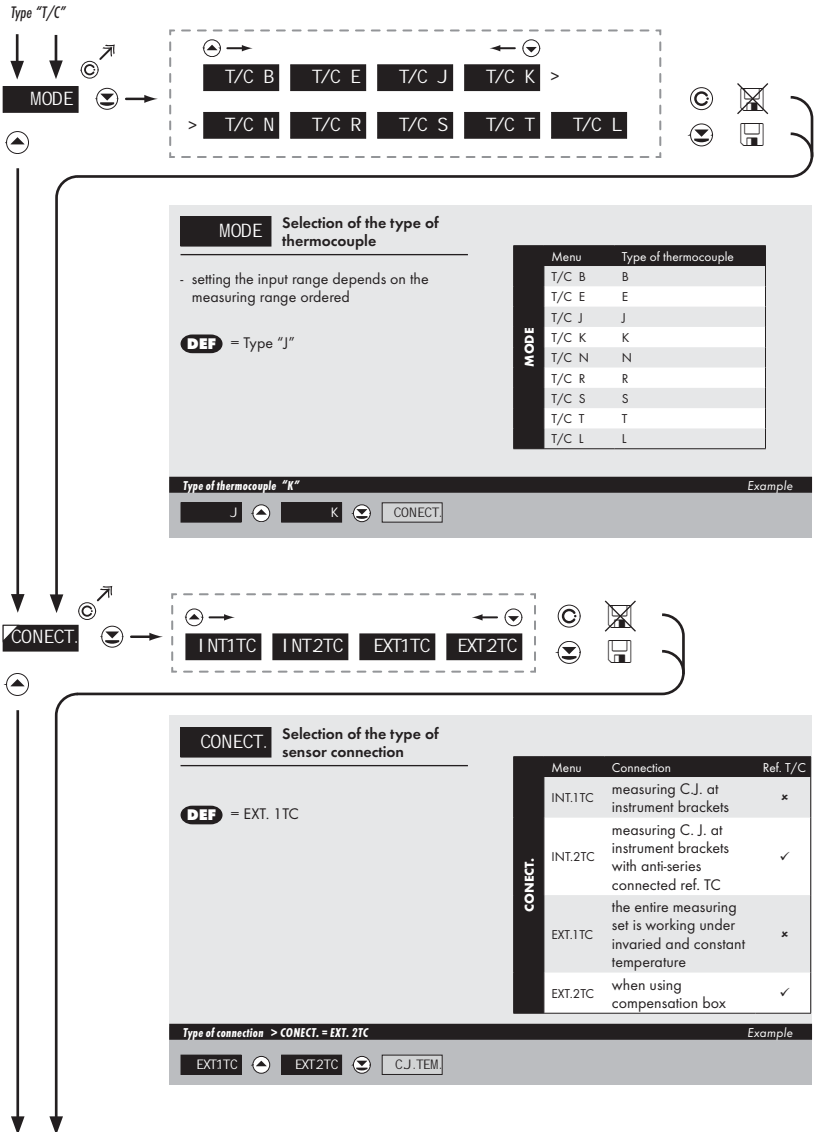 Type "T/C"
MODE
T/C B T/C E T/C J T/C K >
> T/C N T/C R T/C S T/C T T/C L
MODE Selection of the type of
thermocouple
- setting the input range depends on the
measuring range ordered
DEF = Type "J"
MODE
Menu Type of thermocouple
T/C B B
T/C E E
T/C J J
T/C K K
T/C N N
T/C R R
T/C S S
T/C T T
T/C L L
Type of thermocouple "K" Example
J K CONECT.
CONECT.
INT1TC INT2TC EXT1TC EXT2TC
CONECT. Selection of the type of
sensor connection
DEF = EXT. 1TC
CONECT.
Menu Connection Ref. T/C
INT.1TC measuring C.J. at
instrument brackets ×
measuring C. J. at
instrument brackets
INT.2TC with anti-series ✓
connected ref. TC
the entire measuring
set is working under
EXT.1TC invaried and constant ×
temperature
EXT.2TC when using
compensation box ✓
Type of connection > CONECT. = EXT. 2TC Example
EXT1TC EXT2TC C.J.TEM.